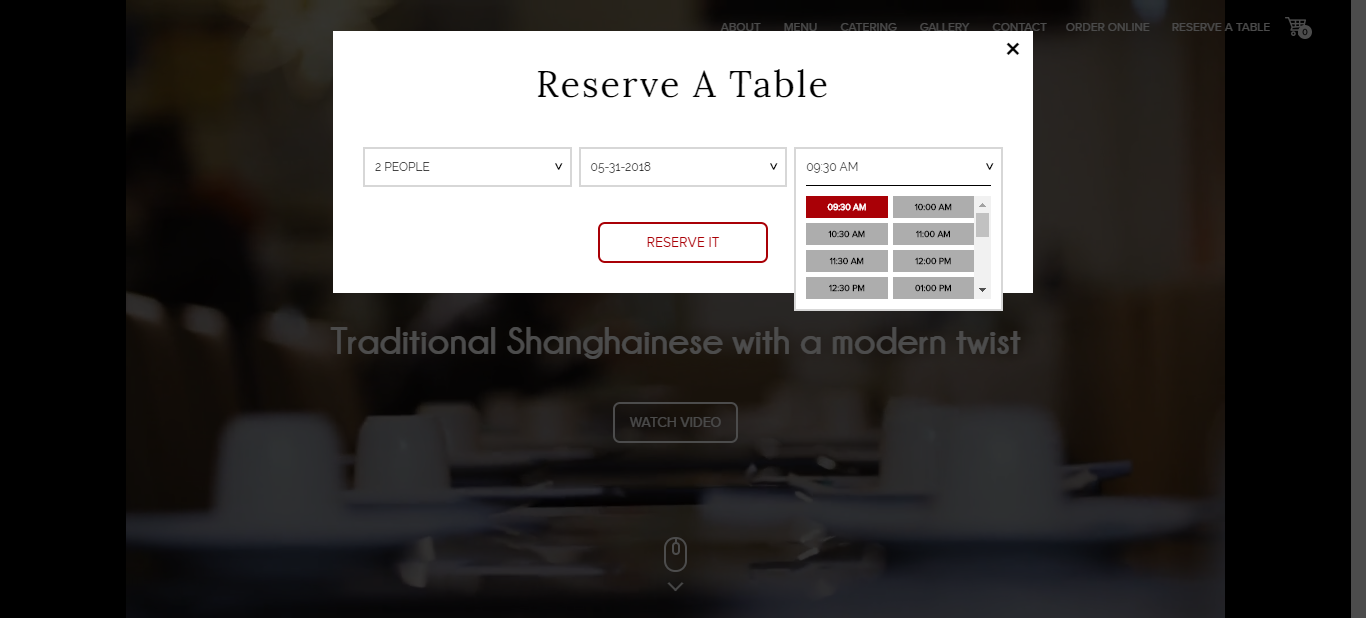 ABOUT MENU CATERING GALLERY CONTACT ORDER ONLINE RESERVE A TABLE 0
Reserve A Table
2 PEOPLE 05-31-2018 09:30 AM
09:30 AM 10:00 AM
10:30 AM 11:00 AM
11:30 AM 12:00 PM
12:30 PM 01:00 PM
RESERVE IT
Traditional Shanghainese with a modern twist
WATCH VIDEO